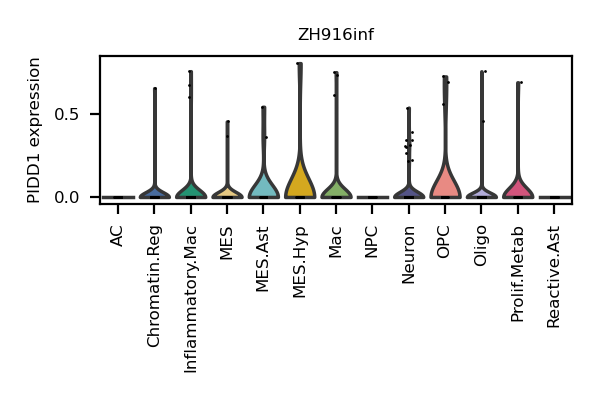 ZH916inf
PIDD1 expression
0.5
0.0
AC
Chromatin.Reg
Inflammatory.Mac
MES
MES.Ast
MES.Hyp
Mac
NPC
Neuron
OPC
Oligo
Prolif.Metab
Reactive.Ast